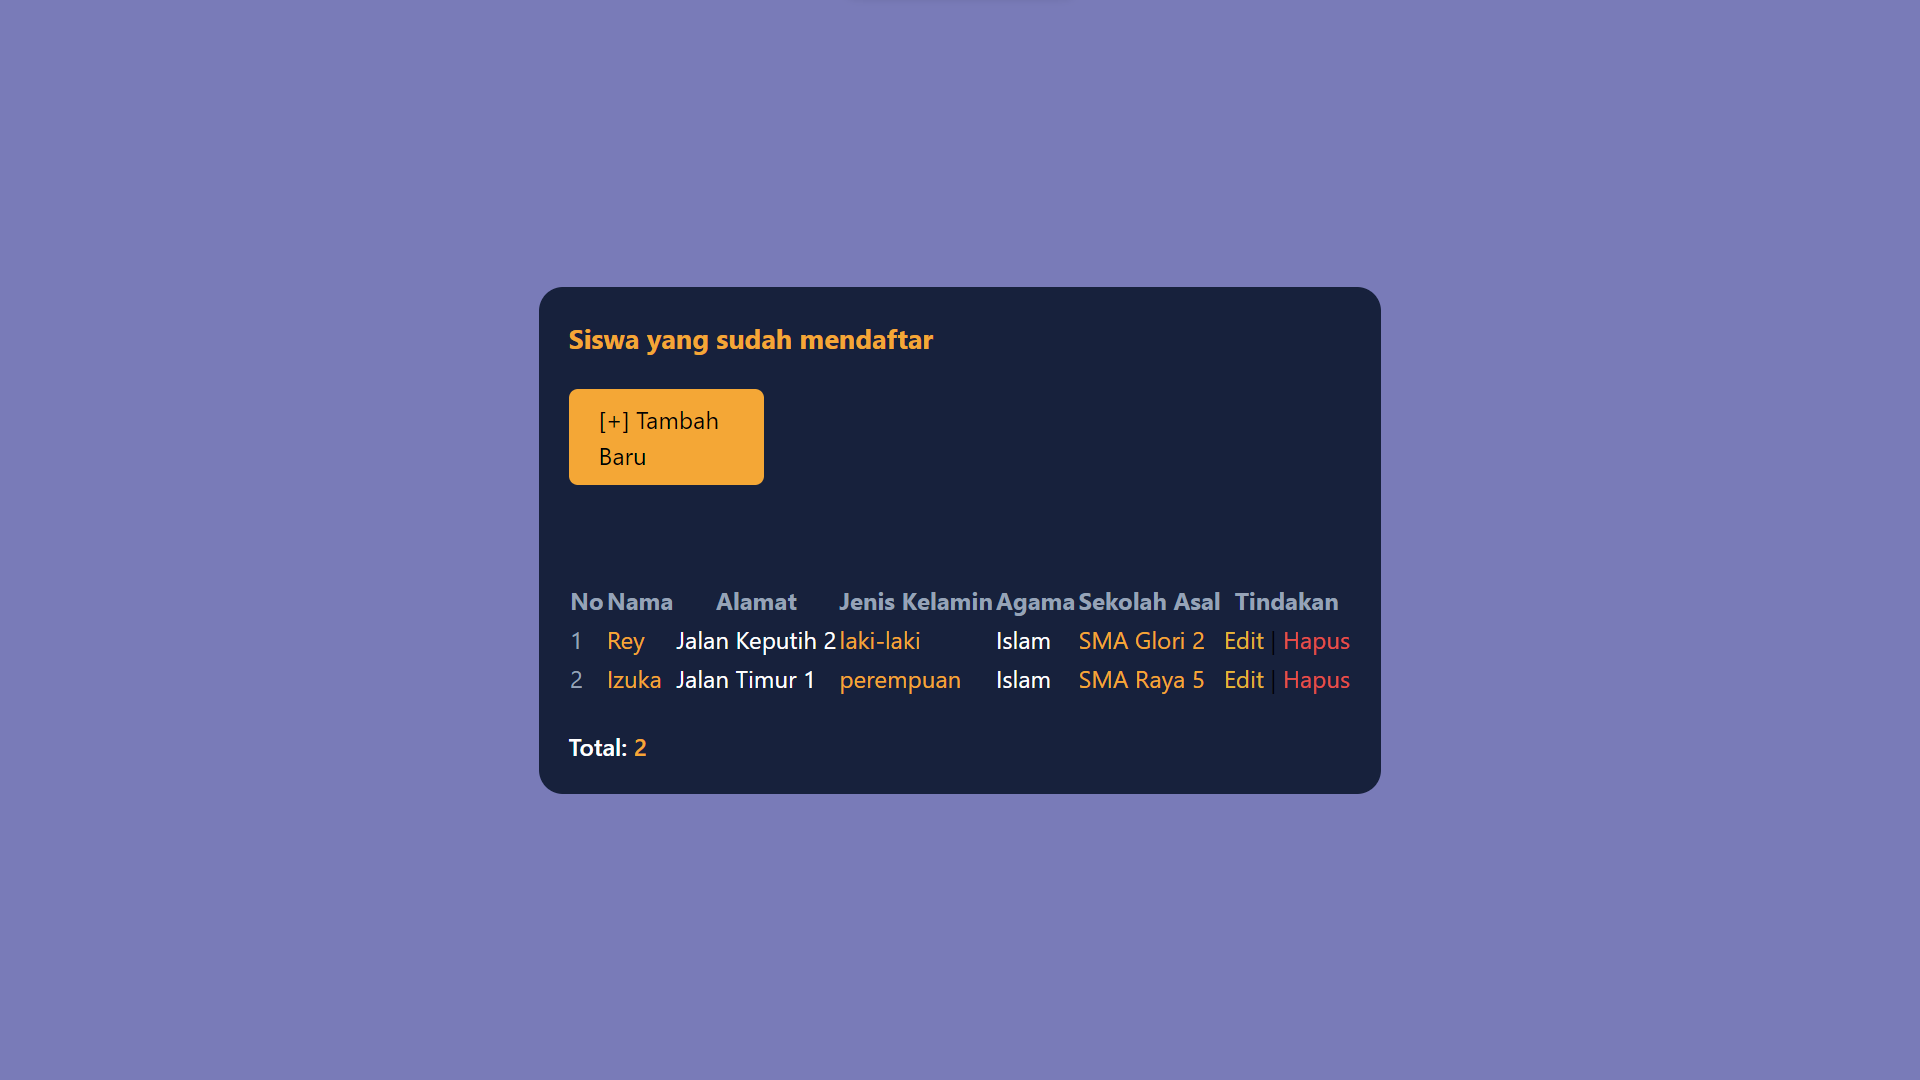 Siswa yang sudah mendaftar
[+] Tambah
Baru
No Nama Alamat Jenis Kelamin Agama Sekolah Asal Tindakan
1 Rey Jalan Keputih 2 laki-laki Islam SMA Glori 2 Edit | Hapus
2 Izuka Jalan Timur 1 perempuan Islam SMA Raya 5 Edit | Hapus
Total: 2